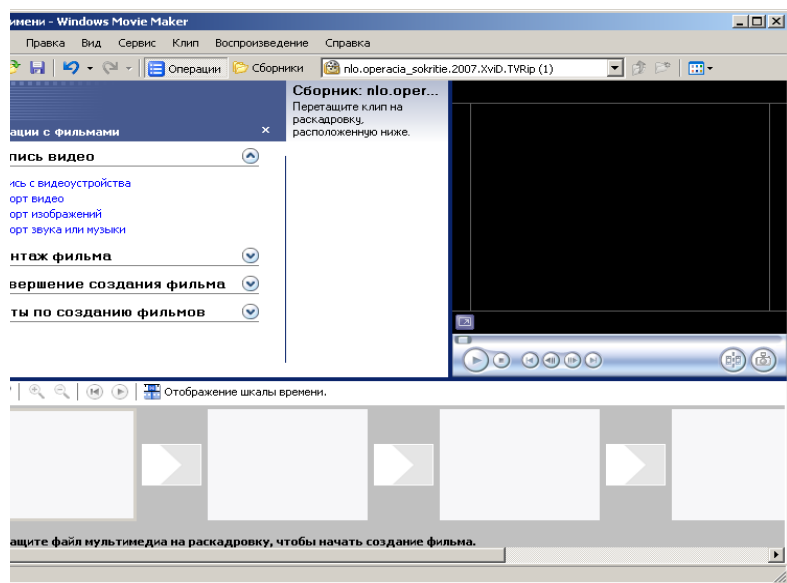 имени - Windows Movie Maker
Правка Вид Сервис Клип Воспроизведение Справка
Операции Сборники nlo.operacia_sokritie.2007.XviD.TVRip (1)
ации с фильмами
пись видео
ись с видеоустройства
орт видео
орт изображений
орт звука или музыки
нтаж фильма
вершение создания фильма
ты по созданию фильмов
Сборник: nlo.oper...
Перетащите клип на
раскадровку,
расположенную ниже.
Отображение шкалы времени.
ащите файл мультимедиа на раскадровку, чтобы начать создание фильма.